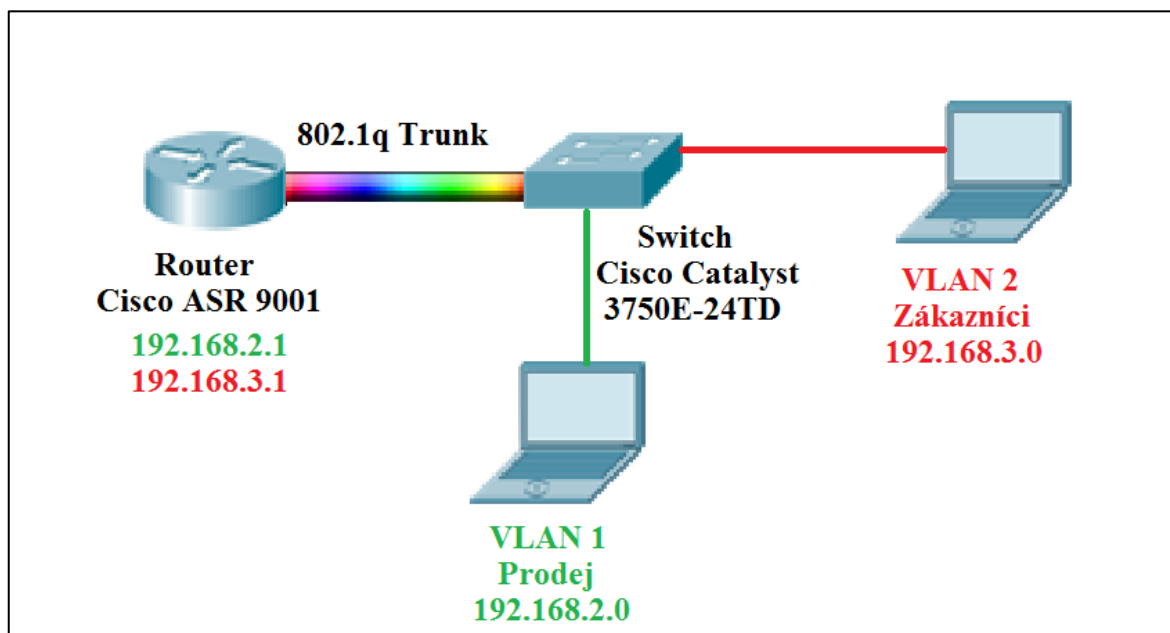 802.1q Trunk
Router
Cisco ASR 9001
192.168.2.1
192.168.3.1
Switch
Cisco Catalyst
3750E-24TD
VLAN 2
Zákazníci
192.168.3.0
VLAN 1
Prodej
192.168.2.0